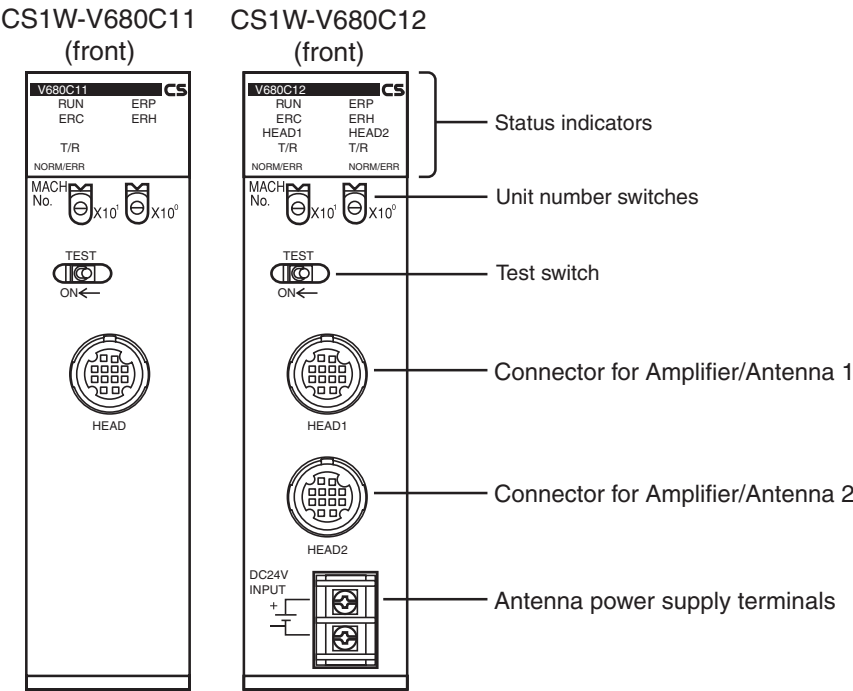 CS1W-V680C11
(front)
V680C11 CS
RUN ERP
ERC ERH
T/R
NORM/ERR
MACH
No.
X10¹ X10⁰
TEST
ON
HEAD
CS1W-V680C12
(front)
V680C12 CS
RUN ERP
ERC ERH
HEAD1 HEAD2
T/R T/R
NORM/ERR NORM/ERR
MACH
No.
X10¹ X10⁰
TEST
ON
HEAD1
HEAD2
DC24V
INPUT
+
Status indicators
Unit number switches
Test switch
Connector for Amplifier/Antenna 1
Connector for Amplifier/Antenna 2
Antenna power supply terminals